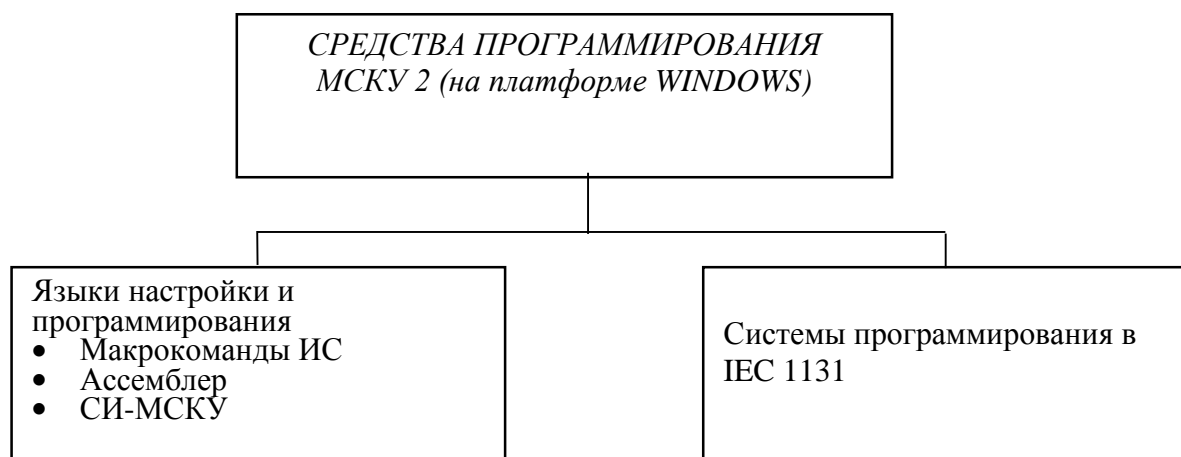 СРЕДСТВА ПРОГРАММИРОВАНИЯ
МСКУ 2 (на платформе WINDOWS)
Языки настройки и
программирования
• Макрокоманды ИС
• Ассемблер
• СИ-МСКУ
Системы программирования в
IEC 1131